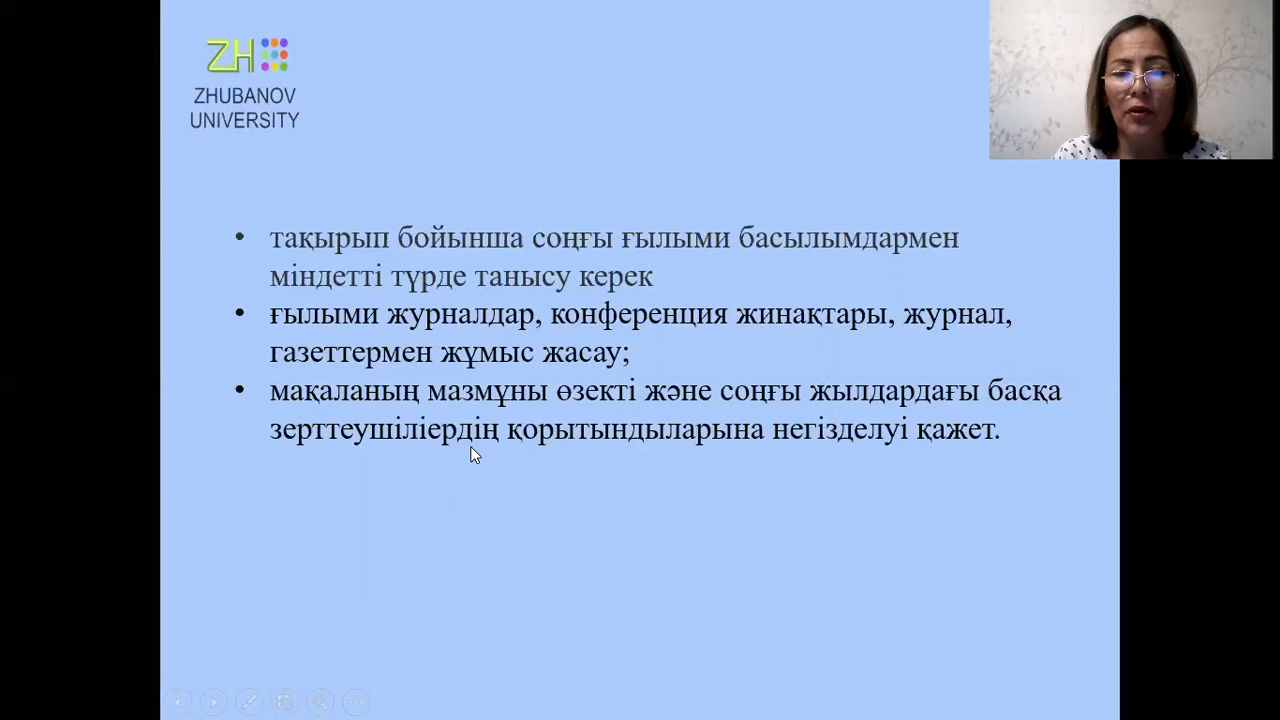 ZH
ZHUBANOV
UNIVERSITY
• тақырып бойынша соңғы ғылыми басылымдармен
міндетті түрде танысу керек
• ғылыми журналдар, конференция жинақтары, журнал,
газеттермен жұмыс жасау;
• мақаланың мазмұны өзекті және соңғы жылдардағы басқа
зерттеушіліердің қорытындыларына негізделуі қажет.